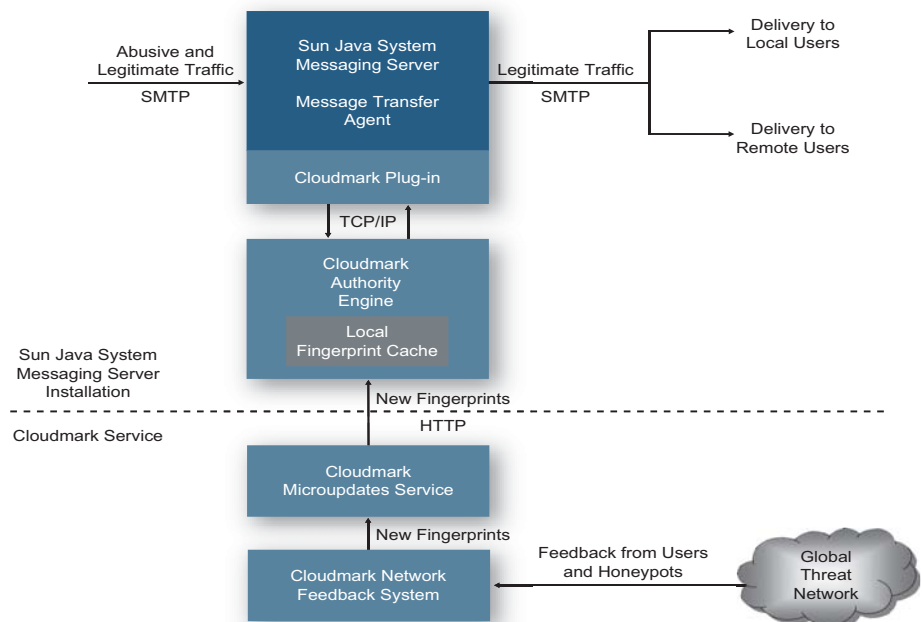 Abusive and
Legitimate Traffic
SMTP
Sun Java System
Messaging Server
Message Transfer
Agent
Cloudmark Plug-in
Legitimate Traffic
SMTP
Delivery to
Local Users
Delivery to
Remote Users
TCP/IP
Cloudmark
Authority
Engine
Local
Fingerprint Cache
Sun Java System
Messaging Server
Installation
New Fingerprints
HTTP
Cloudmark Service
Cloudmark
Microupdates Service
New Fingerprints
Cloudmark Network
Feedback System
Feedback from Users
and Honeypots
Global
Threat
Network